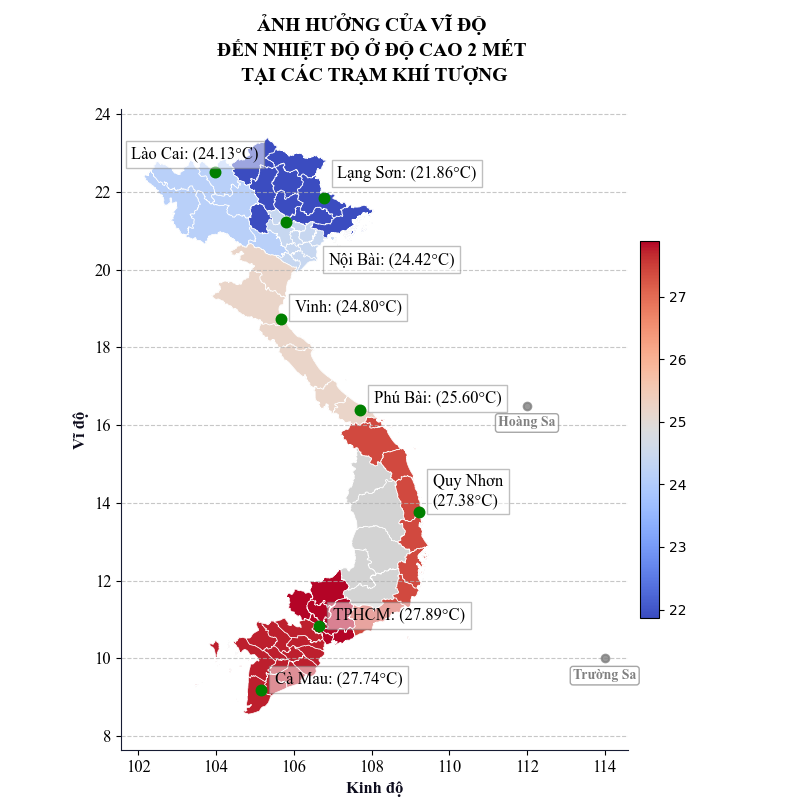 ẢNH HƯỞNG CỦA VĨ ĐỘ
ĐẾN NHIỆT ĐỘ Ở ĐỘ CAO 2 MÉT
TẠI CÁC TRẠM KHÍ TƯỢNG
24
Lào Cai: (24.13°C)
Lạng Sơn: (21.86°C)
22
Nội Bài: (24.42°C)
20
Vinh: (24.80°C)
18
Phú Bài: (25.60°C)
Hoàng Sa
16
Quy Nhơn
(27.38°C)
14
12
TPHCM: (27.89°C)
10
Trường Sa
Cà Mau: (27.74°C)
8
Vĩ độ
102
104
106
108
110
112
114
Kinh độ
27
26
25
24
23
22